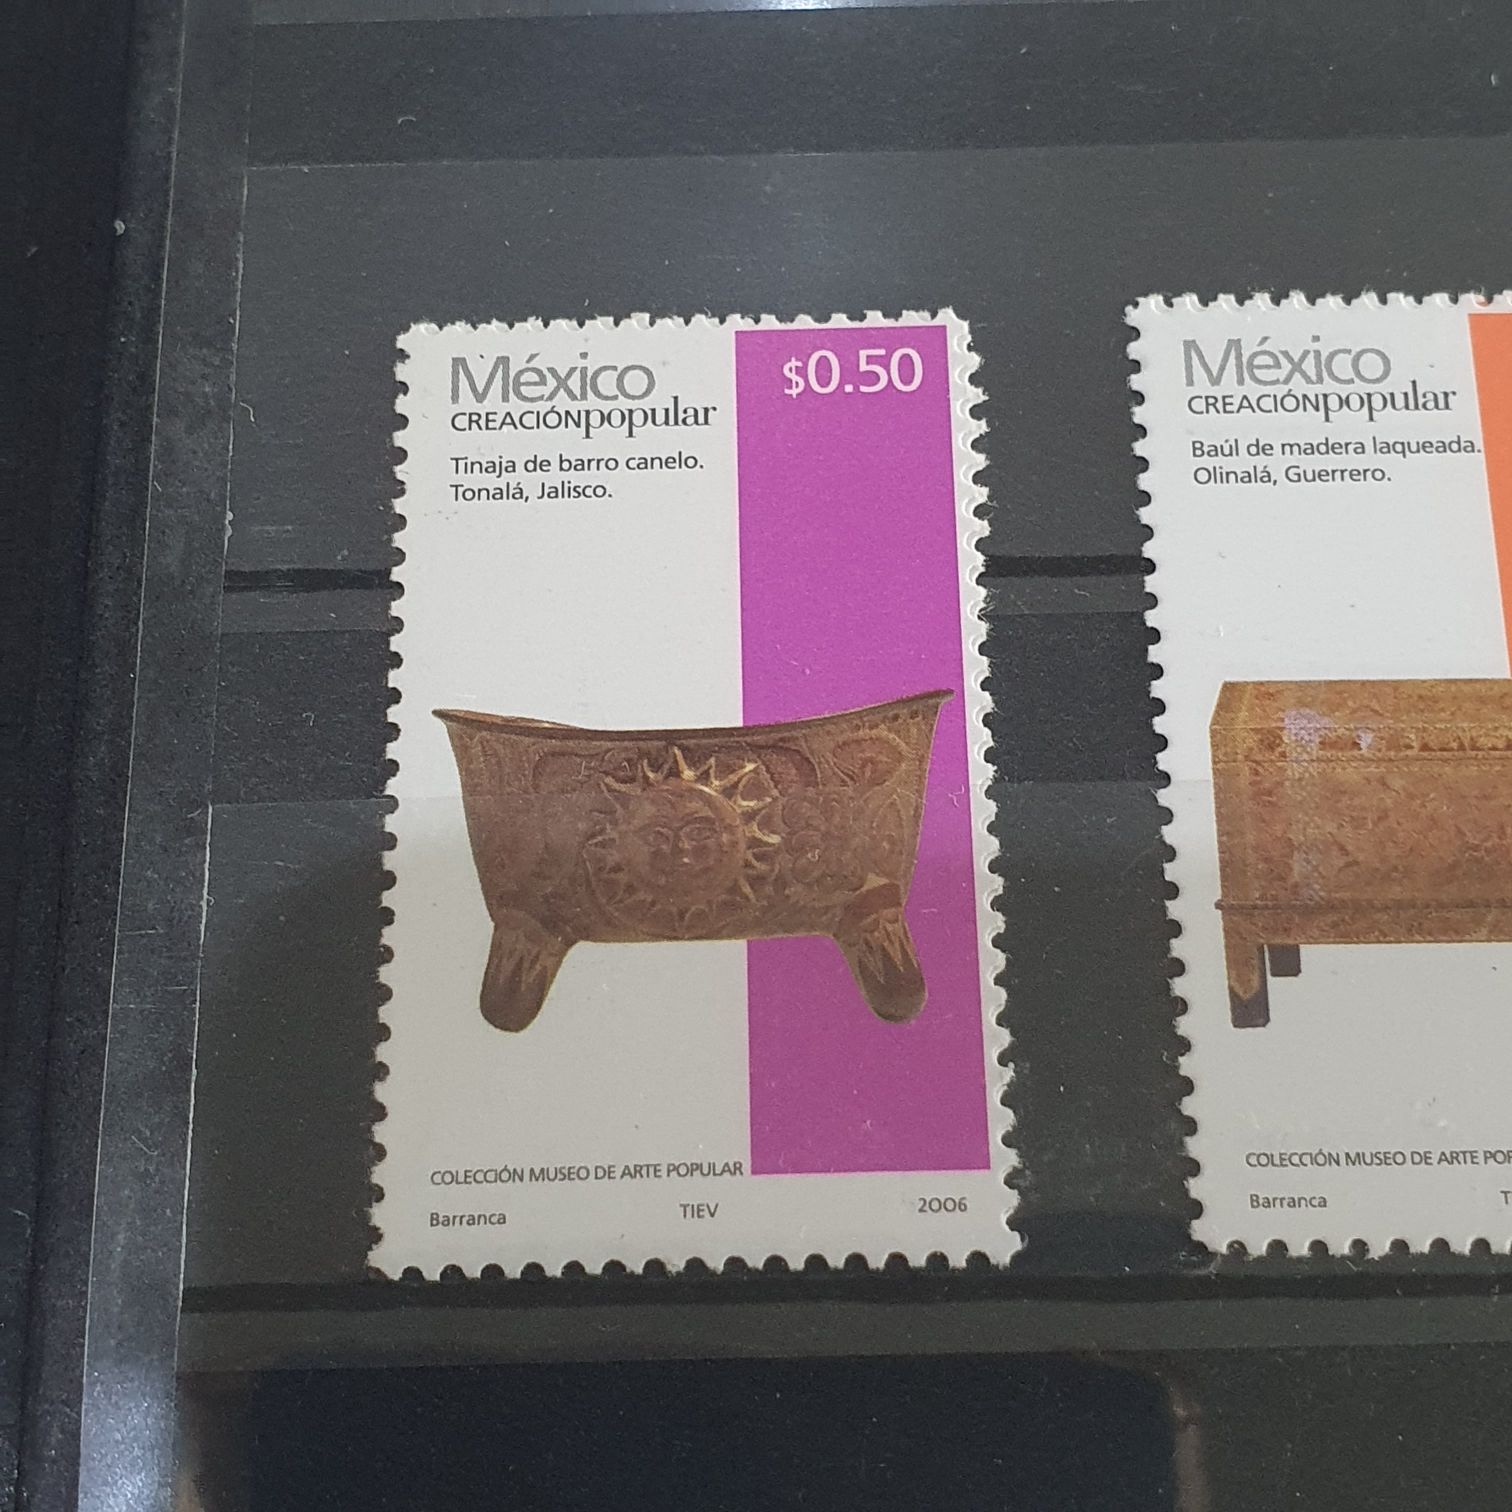 México
CREACIÓNpopular
Tinaja de barro canelo.
Tonalá, Jalisco.
$0.50
COLECCIÓN MUSEO DE ARTE POPULAR
Barranca TIEV 2006
México
CREACIÓNpopular
Baúl de madera laqueada.
Olinalá, Guerrero.
COLECCIÓN MUSEO DE ARTE
Barranca